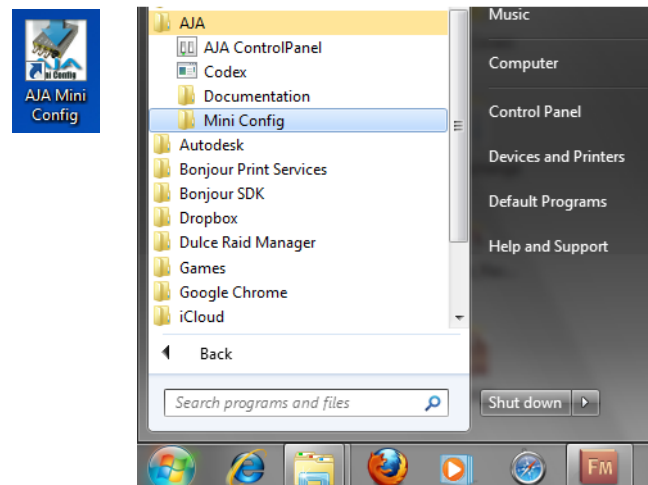 AJA Mini
Config
AJA
AJA ControlPanel
Codex
Documentation
Mini Config
Autodesk
Bonjour Print Services
Bonjour SDK
Dropbox
Dulce Raid Manager
Games
Google Chrome
iCloud
Back
Search programs and files
Music
Computer
Control Panel
Devices and Printers
Default Programs
Help and Support
Shut down
FM